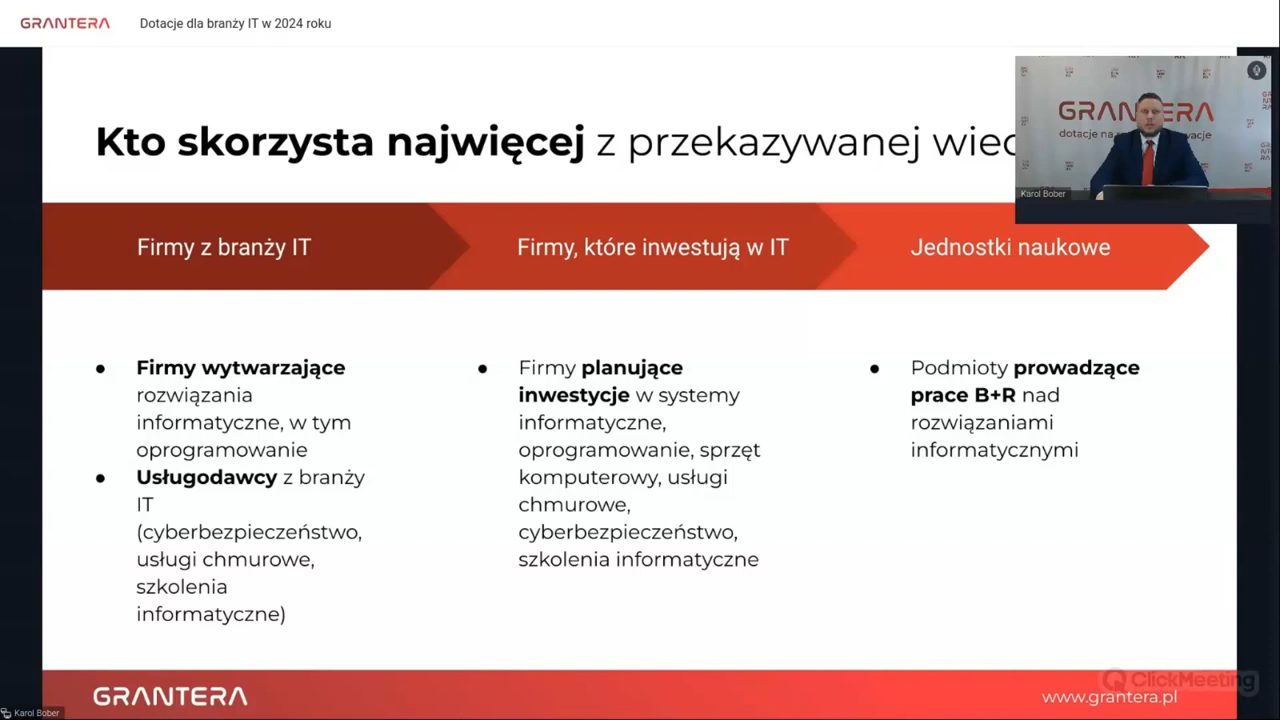 GRANTERA
Dotacje dla branży IT w 2024 roku
Kto skorzysta najwięcej z przekazywanej
GRANTERA
dotacje na
Karol Bober
Firmy z branży IT
Firmy, które inwestują w IT
Jednostki naukowe
● Firmy wytwarzające
rozwiązania
informatyczne, w tym
oprogramowanie
● Usługodawcy z branży
IT
(cyberbezpieczeństwo,
usługi chmurowe,
szkolenia
informatyczne)
● Firmy planujące
inwestycje w systemy
informatyczne,
oprogramowanie, sprzęt
komputerowy, usługi
chmurowe,
cyberbezpieczeństwo,
szkolenia informatyczne
● Podmioty prowadzące
prace B+R nad
rozwiązaniami
informatycznymi
GRANTERA
ClickMeeting
www.grantera.pl
Karol Bober